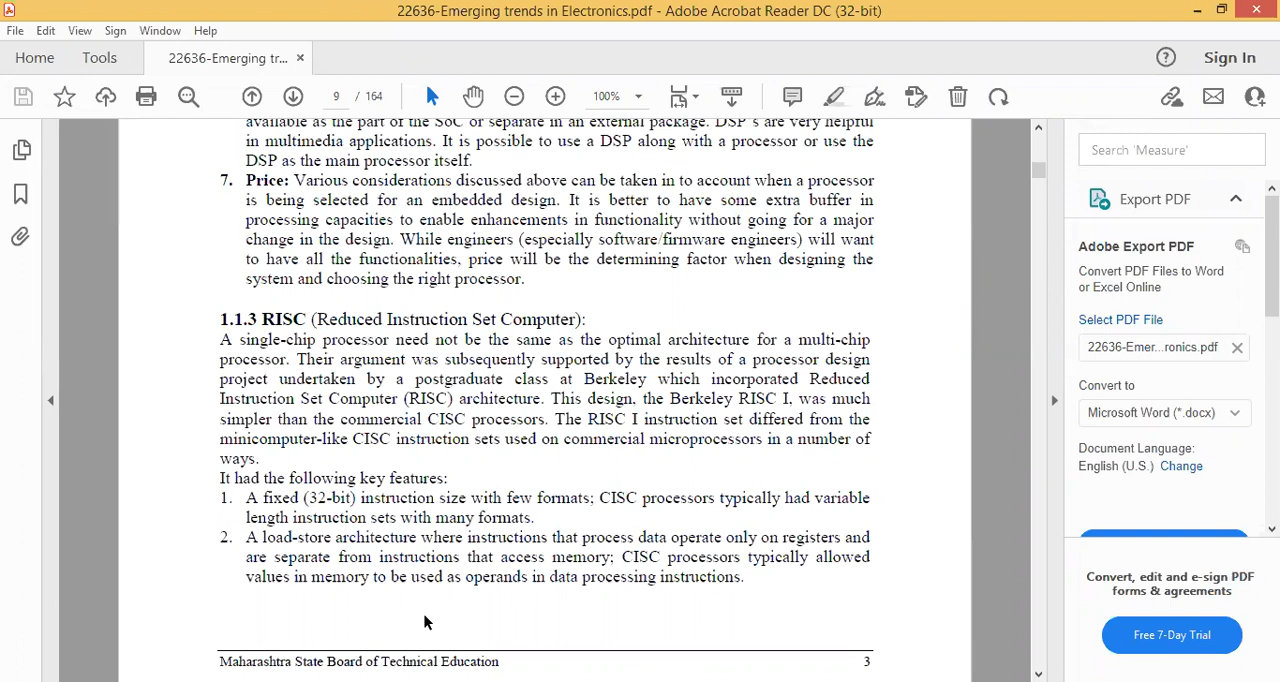 22636-Emerging trends in Electronics.pdf - Adobe Acrobat Reader DC (32-bit)
File Edit View Sign Window Help
Home Tools 22636-Emerging tr... × Sign In
9 / 164 100%
available as the part of the SoC or separate in an external package. DSP's are very helpful
in multimedia applications. It is possible to use a DSP along with a processor or use the
DSP as the main processor itself.
7. Price: Various considerations discussed above can be taken in to account when a processor
is being selected for an embedded design. It is better to have some extra buffer in
processing capacities to enable enhancements in functionality without going for a major
change in the design. While engineers (especially software/firmware engineers) will want
to have all the functionalities, price will be the determining factor when designing the
system and choosing the right processor.
1.1.3 RISC (Reduced Instruction Set Computer):
A single-chip processor need not be the same as the optimal architecture for a multi-chip
processor. Their argument was subsequently supported by the results of a processor design
project undertaken by a postgraduate class at Berkeley which incorporated Reduced
Instruction Set Computer (RISC) architecture. This design, the Berkeley RISC I, was much
simpler than the commercial CISC processors. The RISC I instruction set differed from the
minicomputer-like CISC instruction sets used on commercial microprocessors in a number of
ways.
It had the following key features:
1. A fixed (32-bit) instruction size with few formats; CISC processors typically had variable
length instruction sets with many formats.
2. A load-store architecture where instructions that process data operate only on registers and
are separate from instructions that access memory; CISC processors typically allowed
values in memory to be used as operands in data processing instructions.
Maharashtra State Board of Technical Education 3
Search 'Measure'
Export PDF
Adobe Export PDF
Convert PDF Files to Word
or Excel Online
Select PDF File
22636-Emer...ronics.pdf
Convert to
Microsoft Word (*.docx)
Document Language:
English (U.S.) Change
Convert, edit and e-sign PDF
forms & agreements
Free 7-Day Trial